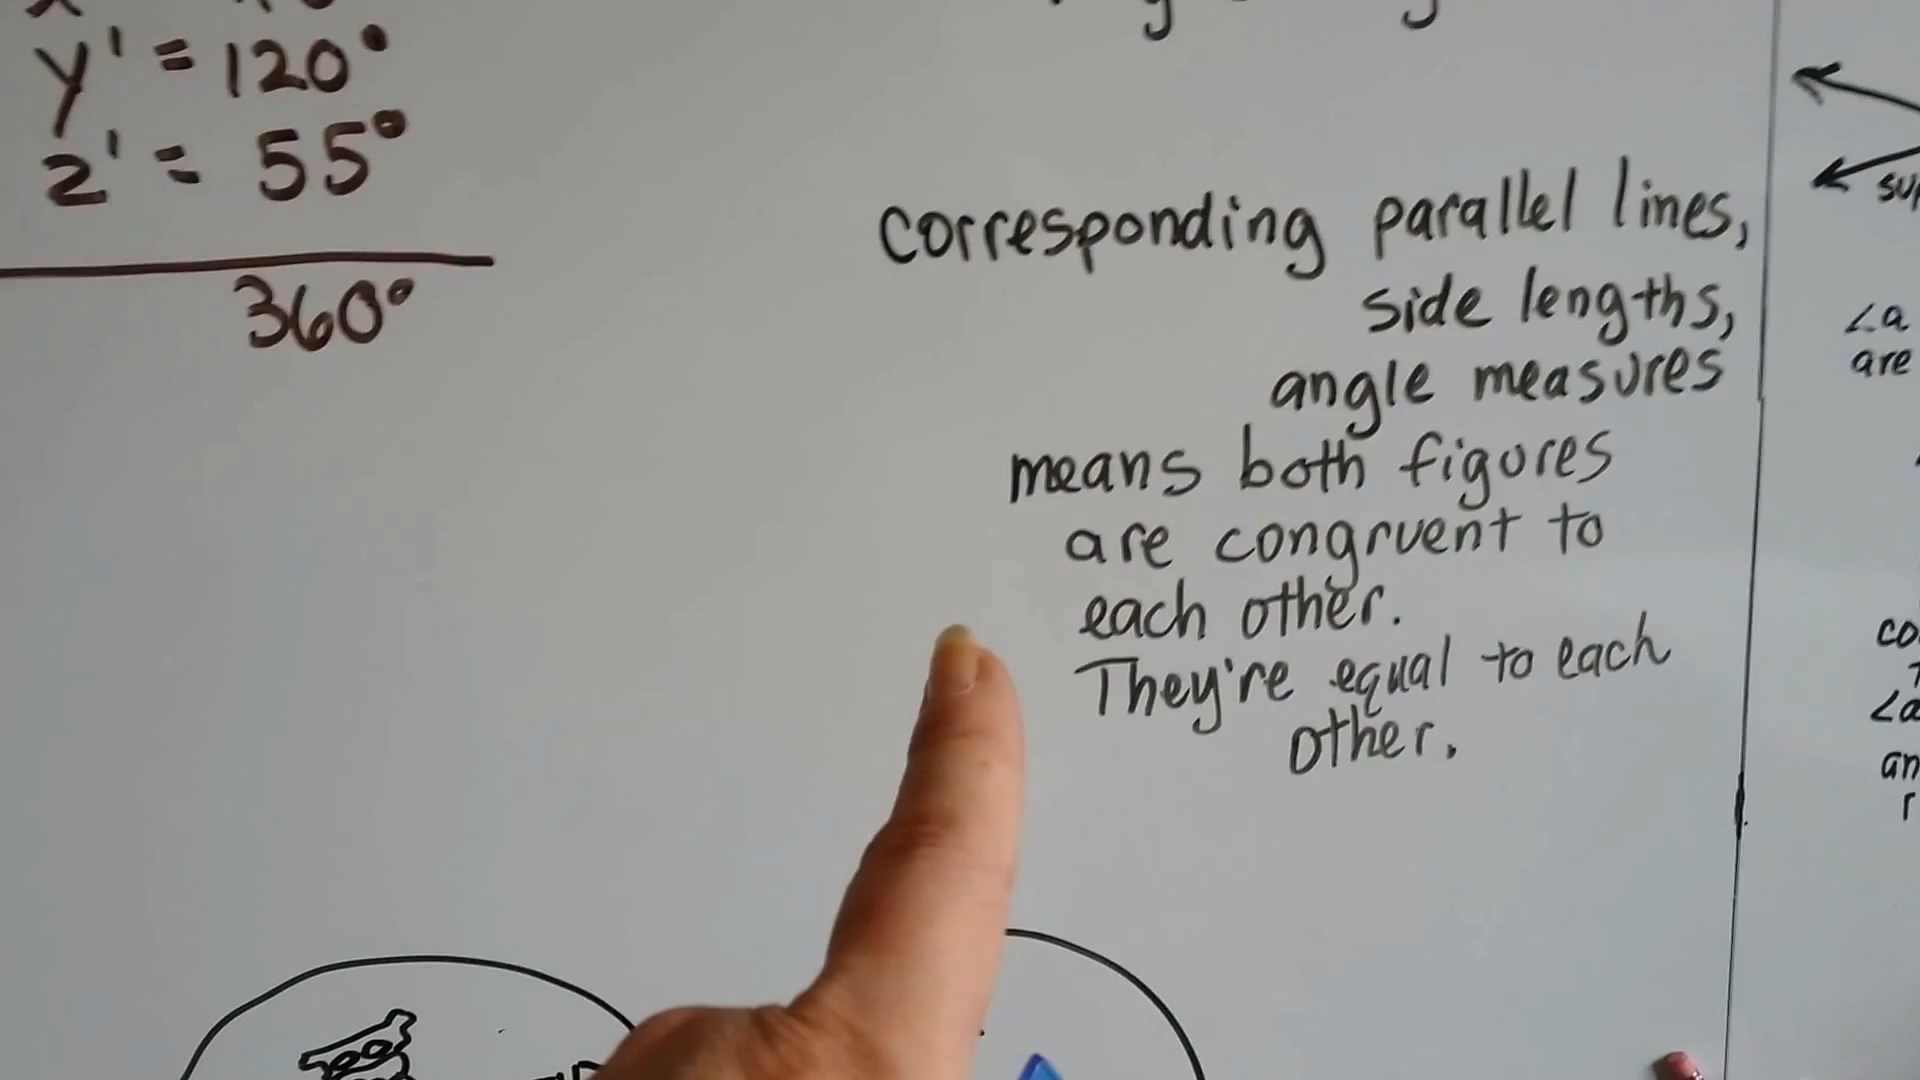 y' = 120°
z' = 55°
360°
corresponding parallel lines,
side lengths,
angle measures
means both figures
are congruent to
each other.
They're equal to each
other.
∠a
are
∠a